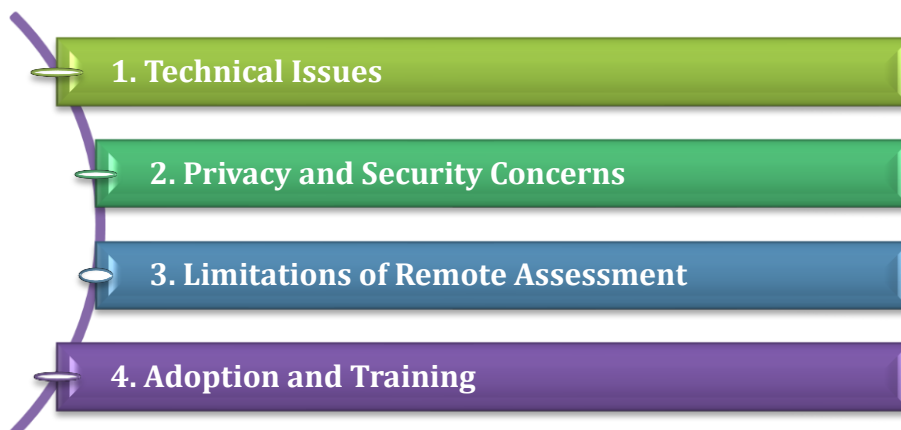 1. Technical Issues
2. Privacy and Security Concerns
3. Limitations of Remote Assessment
4. Adoption and Training